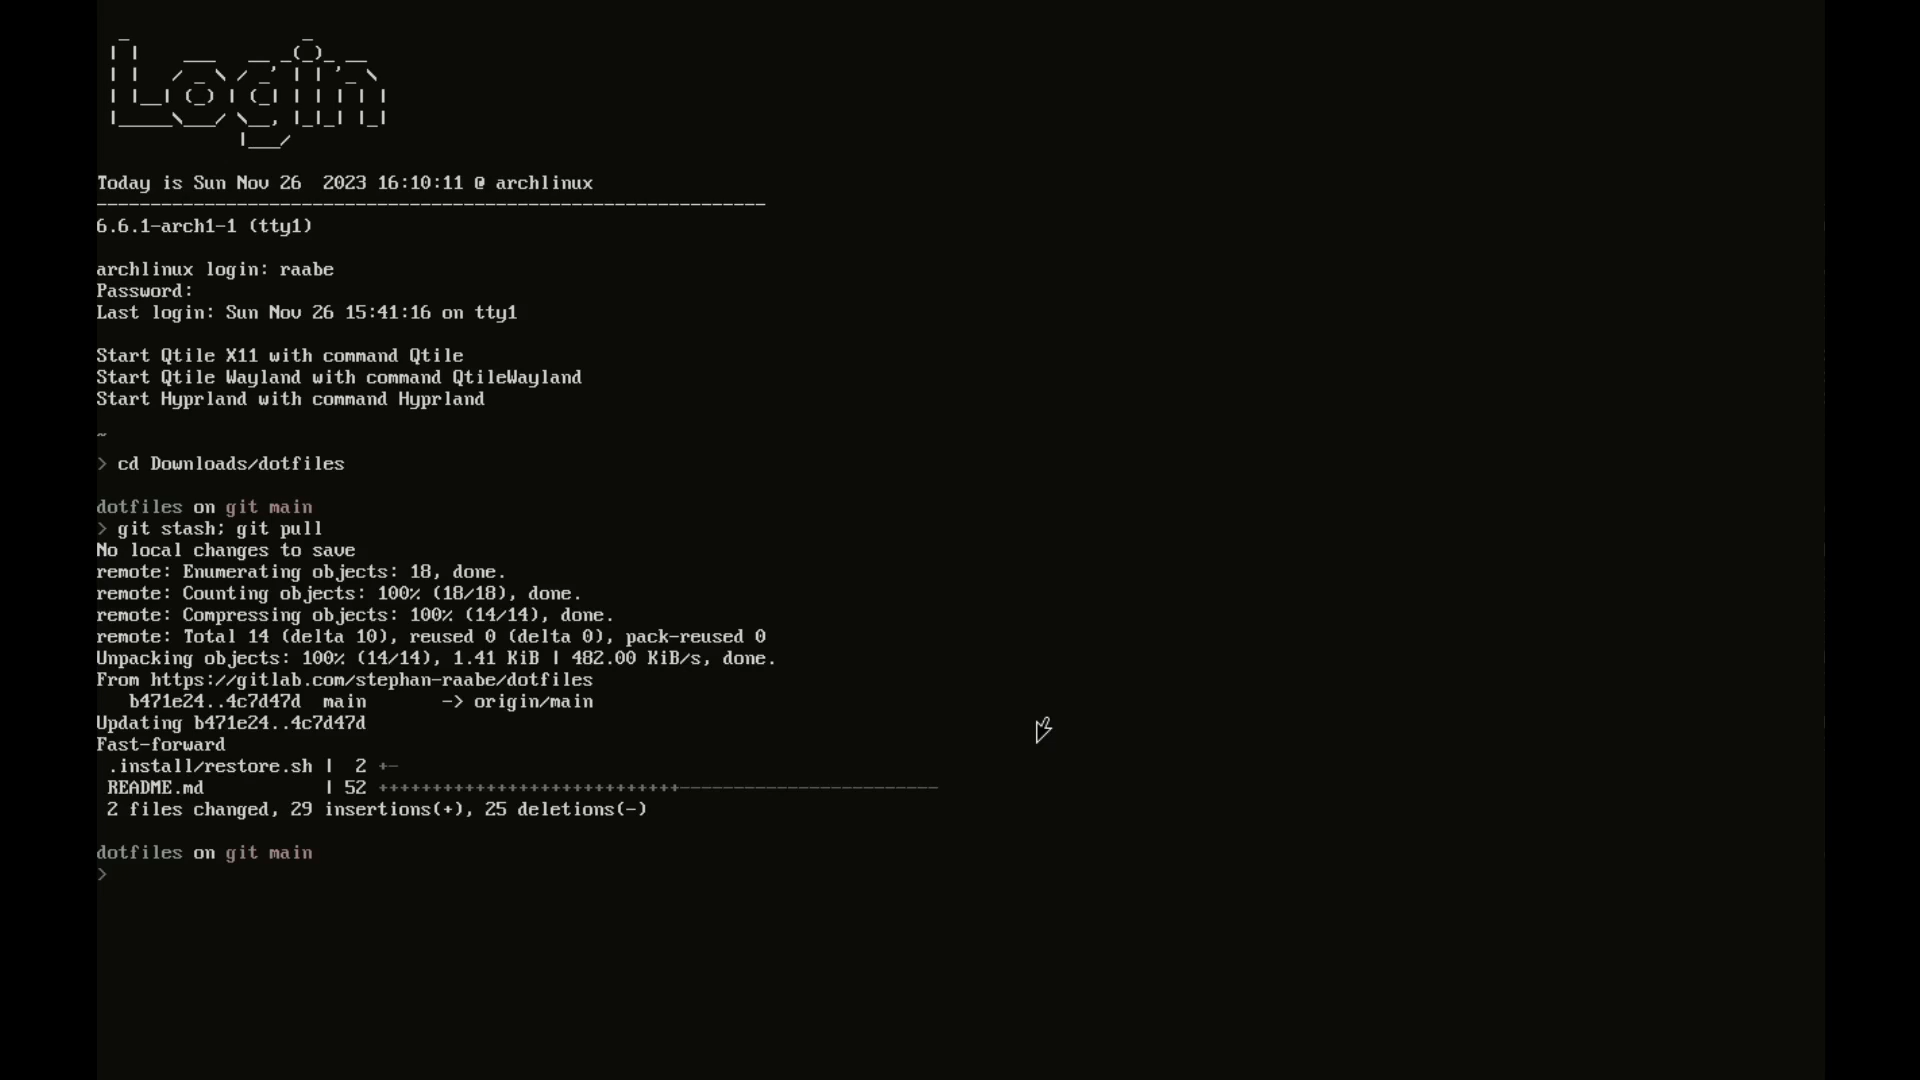 Login
Today is Sun Nov 26  2023 16:10:11 @ archlinux
--------------------------------------------------------------
6.6.1-arch1-1 (tty1)
archlinux login: raabe
Password:
Last login: Sun Nov 26 15:41:16 on tty1
Start Qtile X11 with command Qtile
Start Qtile Wayland with command QtileWayland
Start Hyprland with command Hyprland
~
> cd Downloads/dotfiles
dotfiles on git main
> git stash; git pull
No local changes to save
remote: Enumerating objects: 18, done.
remote: Counting objects: 100% (18/18), done.
remote: Compressing objects: 100% (14/14), done.
remote: Total 14 (delta 10), reused 0 (delta 0), pack-reused 0
Unpacking objects: 100% (14/14), 1.41 KiB | 482.00 KiB/s, done.
From https://gitlab.com/stephan-raabe/dotfiles
   b471e24..4c7d47d  main       -> origin/main
Updating b471e24..4c7d47d
Fast-forward
 .install/restore.sh |  2 +-
 README.md           | 52 ++++++++++++++++++++++++++++------------------------
 2 files changed, 29 insertions(+), 25 deletions(-)
dotfiles on git main
>